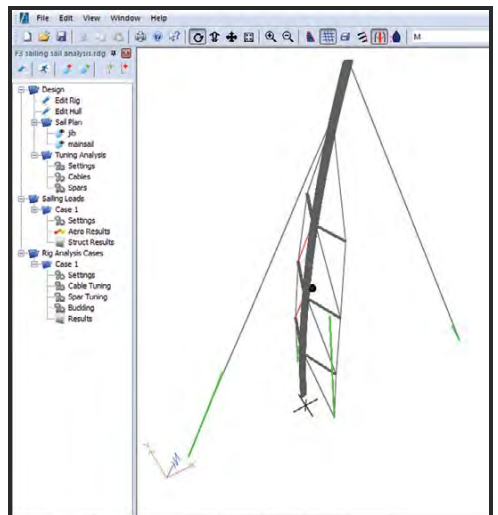 File Edit View Window Help
M
F3 sailing sail analysis.rdg
Design
Edit Rig
Edit Hull
Sail Plan
jib
mainsail
Tuning Analysis
Settings
Cables
Spars
Sailing Loads
Case 1
Settings
Aero Results
Struct Results
Rig Analysis Cases
Case 1
Settings
Cable Tuning
Spar Tuning
Buckling
Results